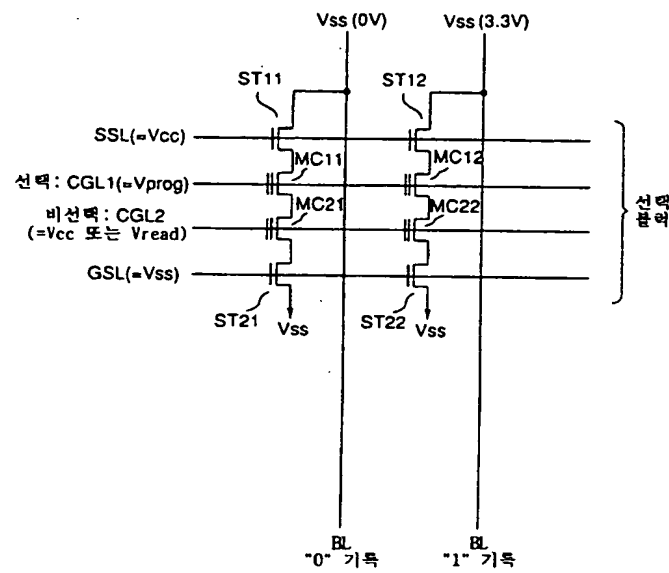 Vss(0V) Vss(3.3V)
ST11 ST12
SSL(=Vcc)
MC11 MC12
선택: CGL1(=Vprog)
MC21 MC22
비선택: CGL2
(=Vcc 또는 Vread)
GSL(=Vss)
ST21 Vss ST22 Vss
선택
블럭
BL BL
"0" 기록 "1" 기록